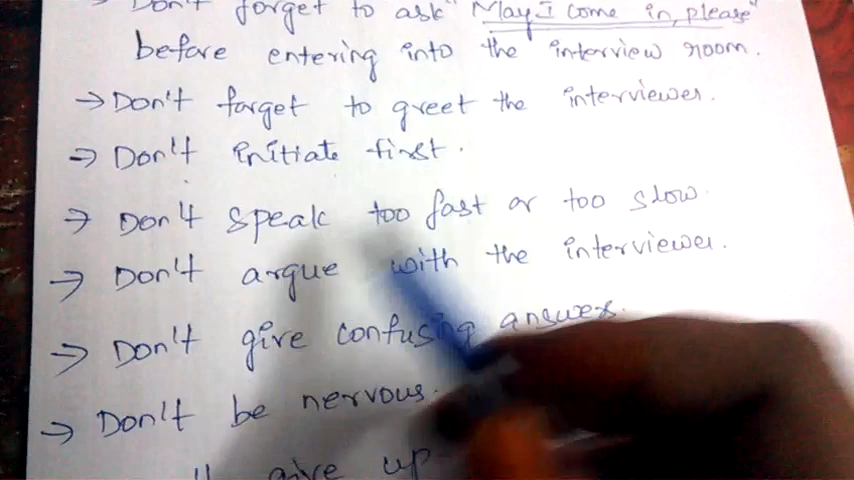 Don't forget to ask "May I come in, please"
before entering into the interview room.
→ Don't forget to greet the interviewer.
→ Don't initiate first.
→ Don't speak too fast or too slow.
→ Don't argue with the interviewer.
→ Don't give confusing answer.
→ Don't be nervous.
give up